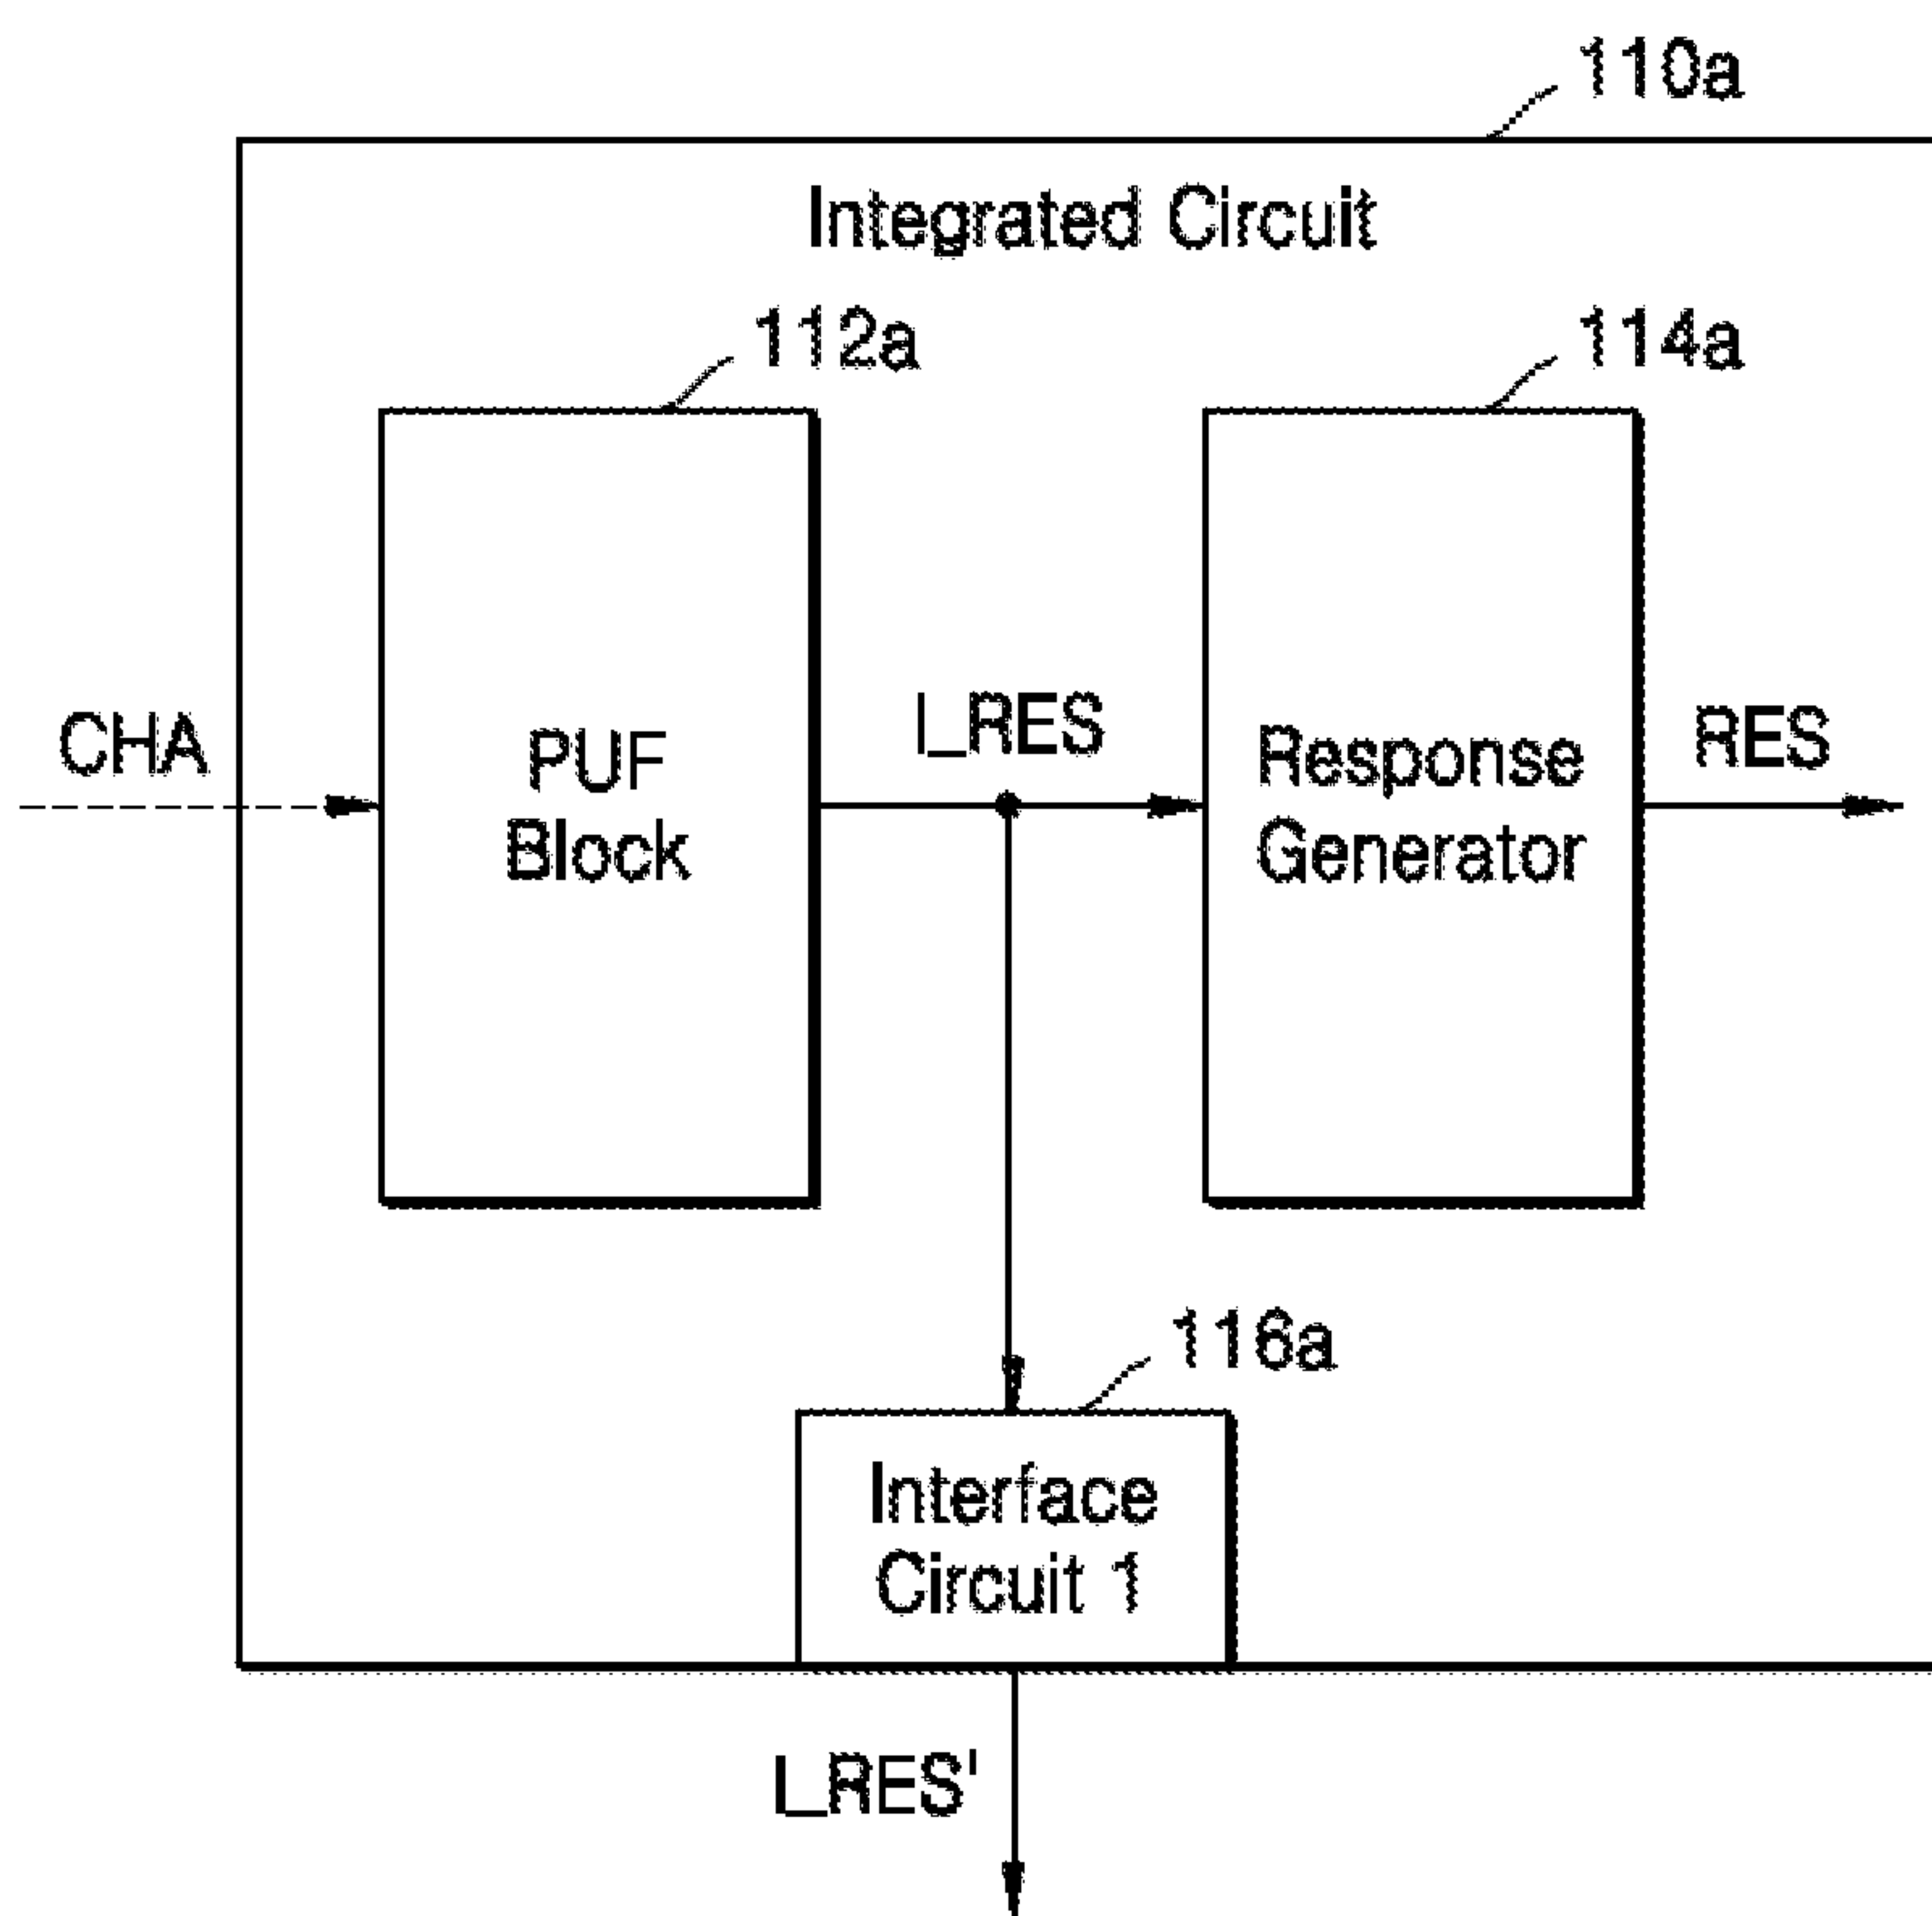 110a
Integrated Circuit
112a
114a
CHA
PUF
Block
I_RES
Response
Generator
RES
116a
Interface
Circuit 1
I_RES'